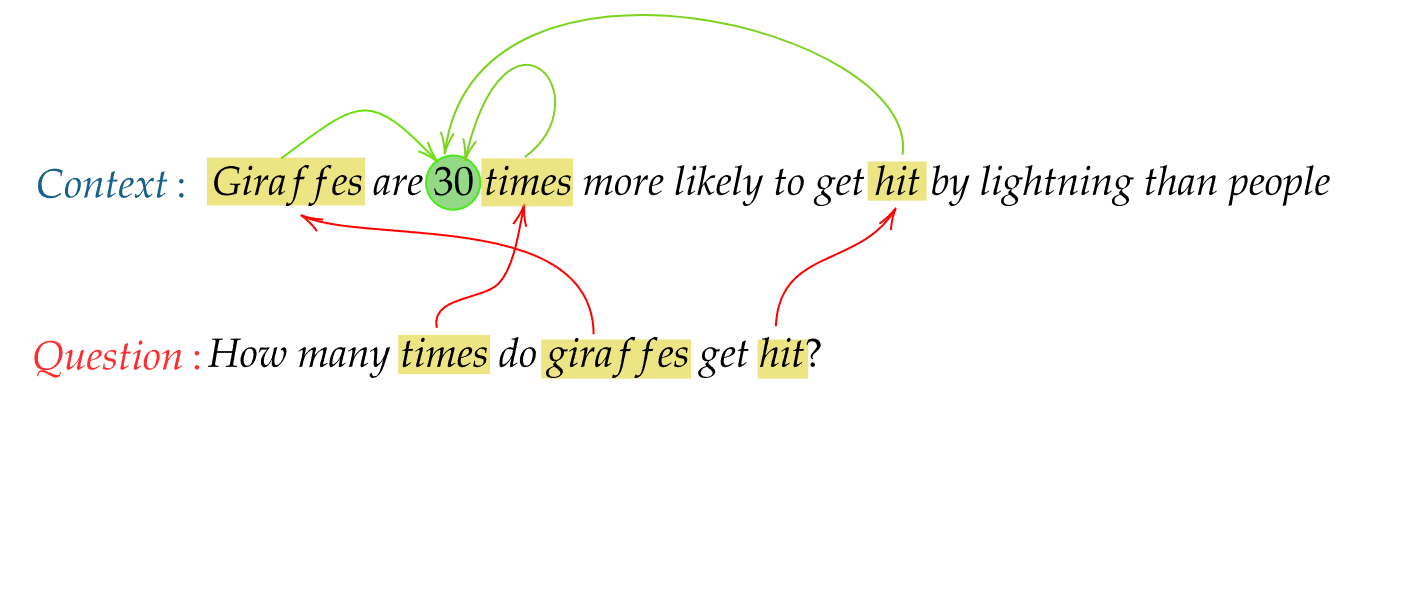 Context : Giraffes are 30 times more likely to get hit by lightning than people
Question : How many times do giraffes get hit?